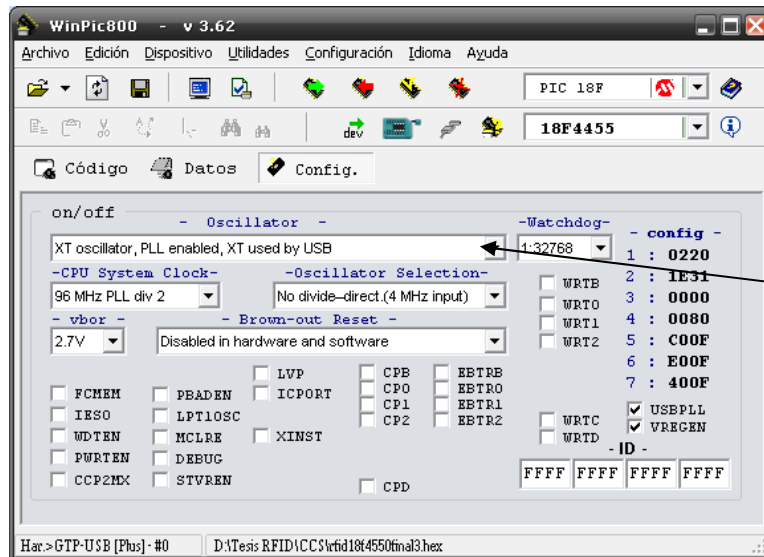 WinPic800 - v 3.62
Archivo Edición Dispositivo Utilidades Configuración Idioma Ayuda
PIC 18F
dev 18F4455
Código Datos Config.
on/off
- Oscillator - -Watchdog- - config -
XT oscillator, PLL enabled, XT used by USB 1:32768 1 : 0220
-CPU System Clock- -Oscillator Selection- WRTB 2 : 1E31
96 MHz PLL div 2 No divide–direct.(4 MHz input) WRT0 3 : 0000
- vbor - - Brown-out Reset - WRT1 4 : 0080
2.7V Disabled in hardware and software WRT2 5 : C00F
6 : E00F
LVP CPB EBTRB 7 : 400F
FCMEM PBADEN ICPORT CP0 EBTR0
IESO LPT1OSC CP1 EBTR1 USBPLL
WDTEN MCLRE XINST CP2 EBTR2 WRTC VREGEN
PWRTEN DEBUG WRTD - ID -
CCP2MX STVREN CPD FFFF FFFF FFFF FFFF
Har.>GTP-USB [Plus] - #0 D:\Tesis RFID\CCS\rfid18f4550final3.hex